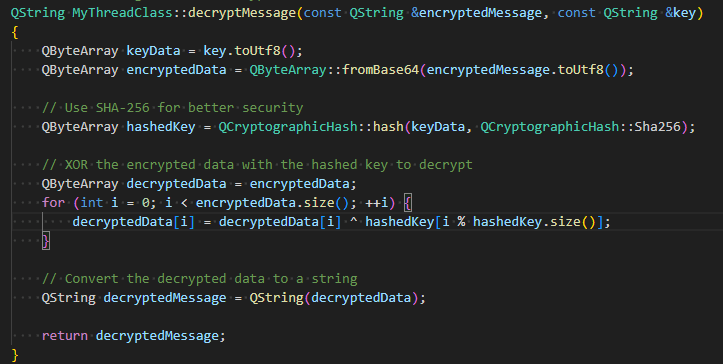 QString MyThreadClass::decryptMessage(const QString &encryptedMessage, const QString &key)
{
    QByteArray keyData = key.toUtf8();
    QByteArray encryptedData = QByteArray::fromBase64(encryptedMessage.toUtf8());

    // Use SHA-256 for better security
    QByteArray hashedKey = QCryptographicHash::hash(keyData, QCryptographicHash::Sha256);

    // XOR the encrypted data with the hashed key to decrypt
    QByteArray decryptedData = encryptedData;
    for (int i = 0; i < encryptedData.size(); ++i) {
        decryptedData[i] = decryptedData[i] ^ hashedKey[i % hashedKey.size()];
    }

    // Convert the decrypted data to a string
    QString decryptedMessage = QString(decryptedData);

    return decryptedMessage;
}